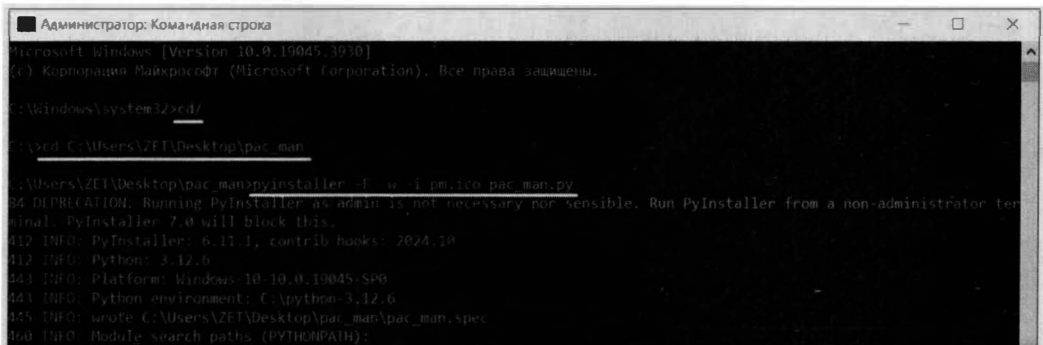 Администратор: Командная строка
Microsoft Windows [Version 10.0.19045.3930]
(c) Корпорация Майкрософт (Microsoft Corporation). Все права защищены.
C:\Windows\system32>cd/
C:\>cd C:\Users\ZET\Desktop\pac_man
C:\Users\ZET\Desktop\pac_man>pyinstaller -F -w -i pm.ico pac_man.py
84 DEPRECATION: Running PyInstaller as admin is not necessary nor sensible. Run PyInstaller from a non-administrator ter
minal. PyInstaller 7.0 will block this.
412 INFO: PyInstaller: 6.11.1, contrib hooks: 2024.10
412 INFO: Python: 3.12.6
443 INFO: Platform: Windows-10-10.0.19045-SP0
443 INFO: Python environment: C:\python-3.12.6
445 INFO: wrote C:\Users\ZET\Desktop\pac_man\pac_man.spec
460 INFO: Module search paths (PYTHONPATH):